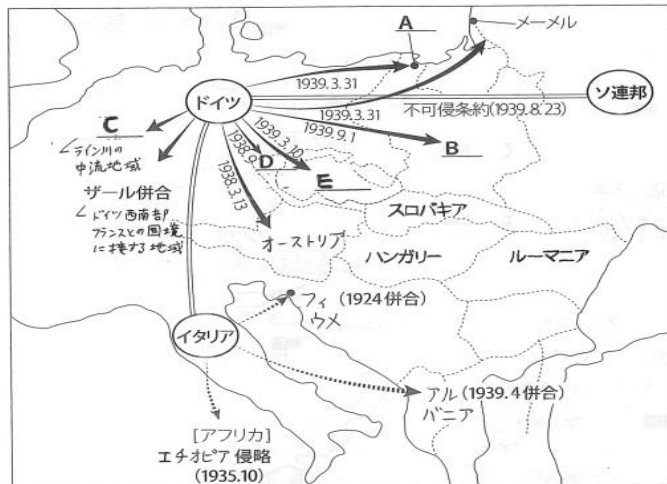 A
メーメル
1939.3.31
ドイツ
ソ連邦
1939.3.31
不可侵条約(1939.8.23)
1939.9.1
C
1939.3.10
1938.9
D
B
ライン川の
中流地域
E
ザール併合
1938.3.13
ドイツ西南部
フランスとの国境
に接する地域
スロバキア
オーストリア
ハンガリー
ルーマニア
フィ(1924併合)
ウメ
イタリア
アル(1939.4併合)
バニア
[アフリカ]
エチオピア侵略
(1935.10)